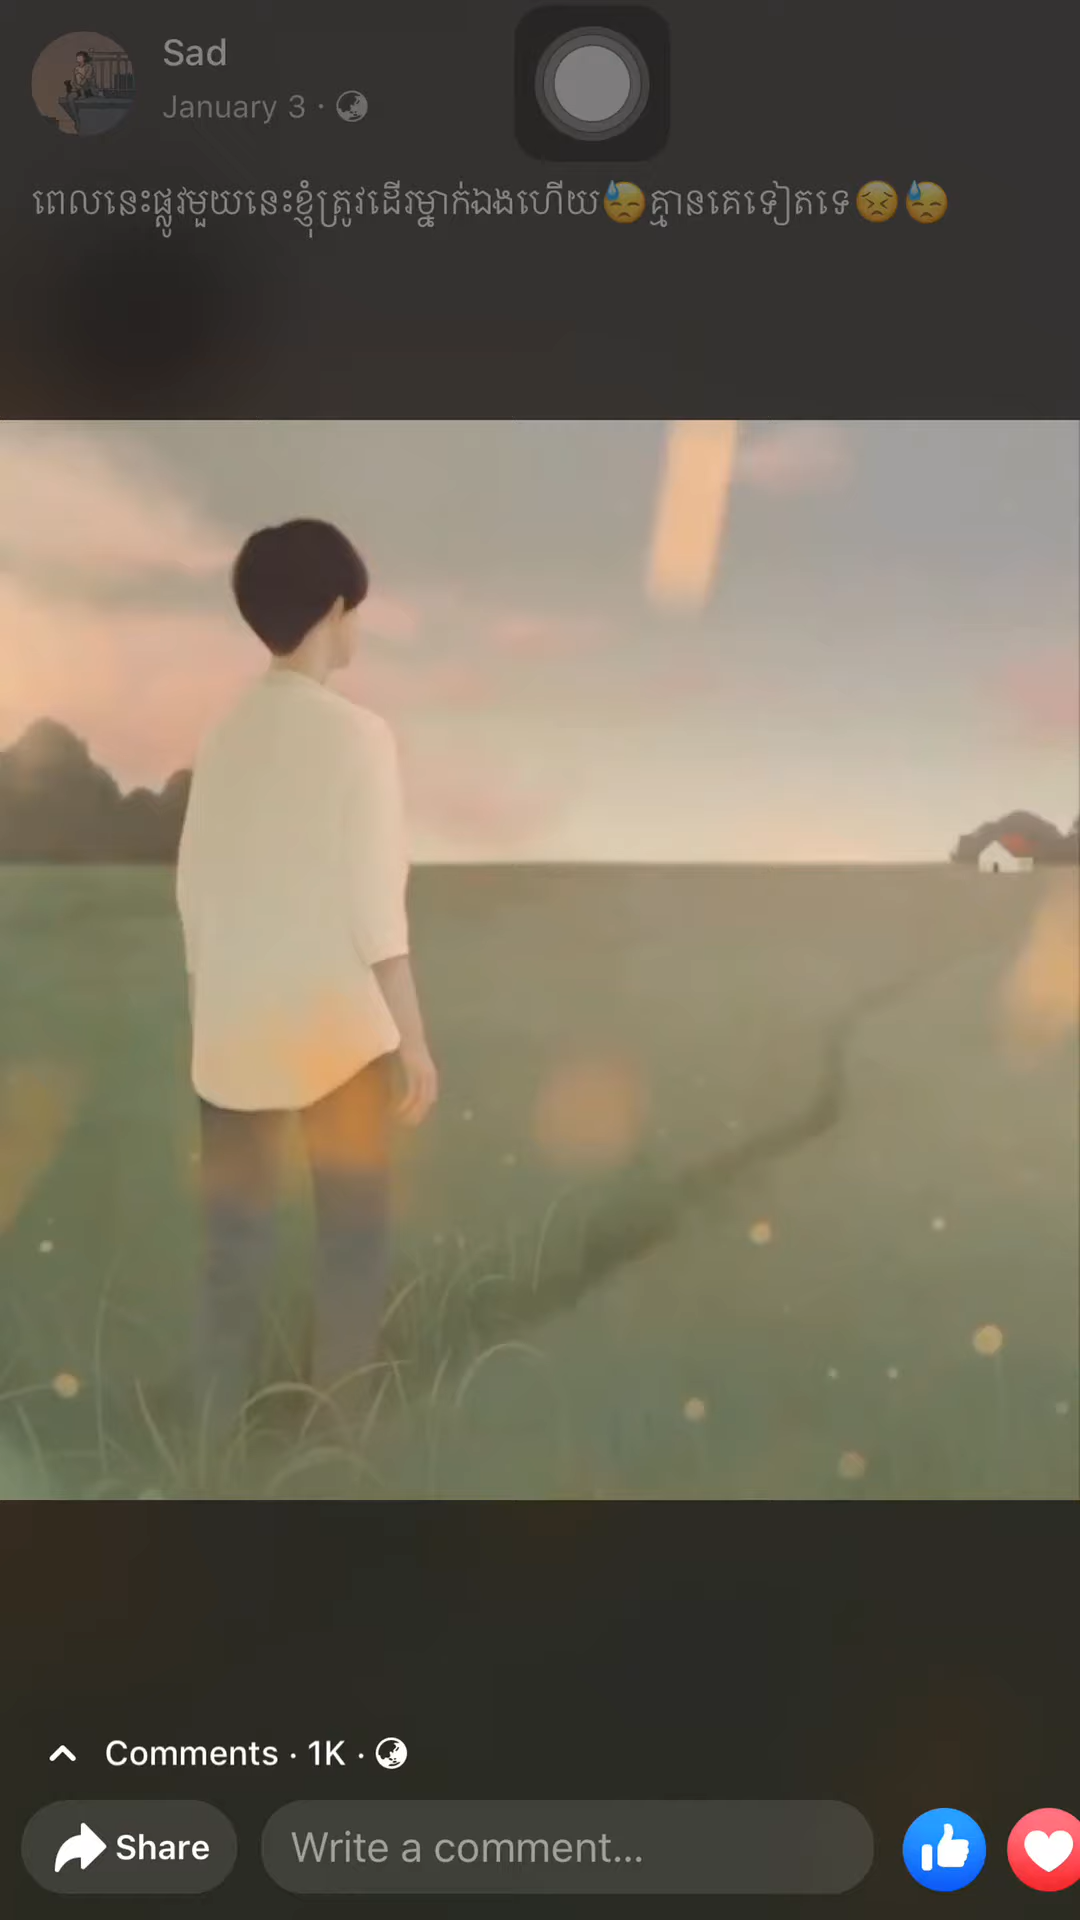 Sad
January 3 ·
ពេលនេះផ្លូវមួយនេះខ្ញុំត្រូវដើរម្នាក់ឯងហើយ😓គ្មានគេទៀតទេ😣😓
Comments · 1K ·
Share
Write a comment...